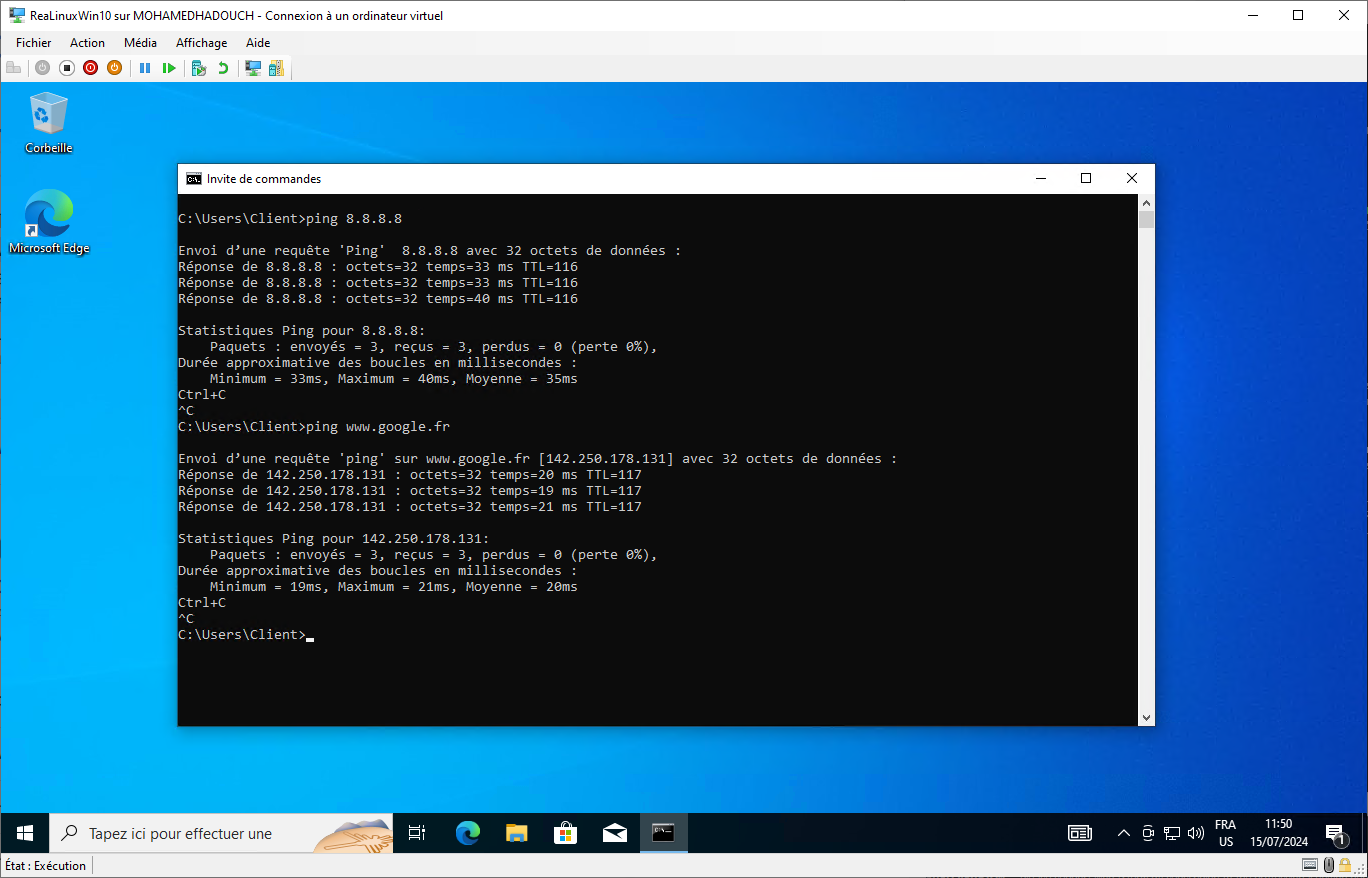 ReaLinuxWin10 sur MOHAMEDHADOUCH - Connexion à un ordinateur virtuel
Fichier Action Média Affichage Aide
Corbeille
Microsoft Edge
Invite de commandes
C:\Users\Client>ping 8.8.8.8
Envoi d’une requête 'Ping'  8.8.8.8 avec 32 octets de données :
Réponse de 8.8.8.8 : octets=32 temps=33 ms TTL=116
Réponse de 8.8.8.8 : octets=32 temps=33 ms TTL=116
Réponse de 8.8.8.8 : octets=32 temps=40 ms TTL=116
Statistiques Ping pour 8.8.8.8:
    Paquets : envoyés = 3, reçus = 3, perdus = 0 (perte 0%),
Durée approximative des boucles en millisecondes :
    Minimum = 33ms, Maximum = 40ms, Moyenne = 35ms
Ctrl+C
^C
C:\Users\Client>ping www.google.fr
Envoi d’une requête 'ping' sur www.google.fr [142.250.178.131] avec 32 octets de données :
Réponse de 142.250.178.131 : octets=32 temps=20 ms TTL=117
Réponse de 142.250.178.131 : octets=32 temps=19 ms TTL=117
Réponse de 142.250.178.131 : octets=32 temps=21 ms TTL=117
Statistiques Ping pour 142.250.178.131:
    Paquets : envoyés = 3, reçus = 3, perdus = 0 (perte 0%),
Durée approximative des boucles en millisecondes :
    Minimum = 19ms, Maximum = 21ms, Moyenne = 20ms
Ctrl+C
^C
C:\Users\Client>
Tapez ici pour effectuer une
FRA
US
11:50
15/07/2024
1
État : Exécution